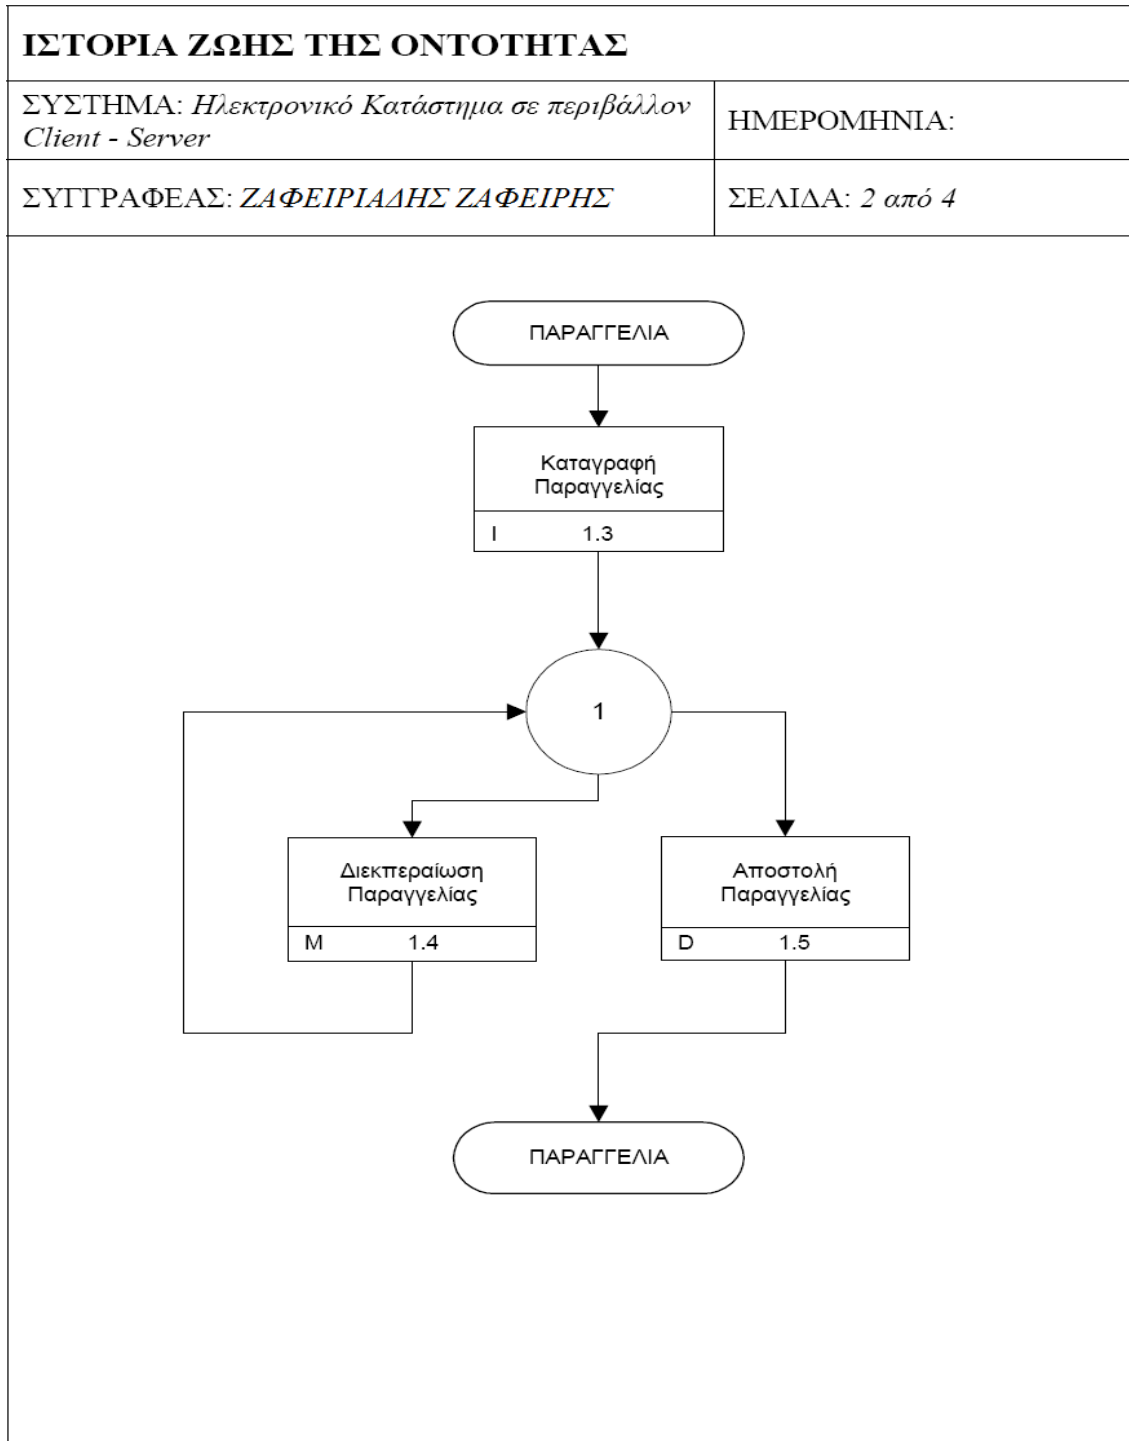 ΙΣΤΟΡΙΑ ΖΩΗΣ ΤΗΣ ΟΝΤΟΤΗΤΑΣ
ΣΥΣΤΗΜΑ: Ηλεκτρονικό Κατάστημα σε περιβάλλον
Client - Server
ΗΜΕΡΟΜΗΝΙΑ:
ΣΥΓΓΡΑΦΕΑΣ: ΖΑΦΕΙΡΙΑΔΗΣ ΖΑΦΕΙΡΗΣ
ΣΕΛΙΔΑ: 2 από 4
ΠΑΡΑΓΓΕΛΙΑ
Καταγραφή
Παραγγελίας
I 1.3
1
Διεκπεραίωση
Παραγγελίας
M 1.4
Αποστολή
Παραγγελίας
D 1.5
ΠΑΡΑΓΓΕΛΙΑ